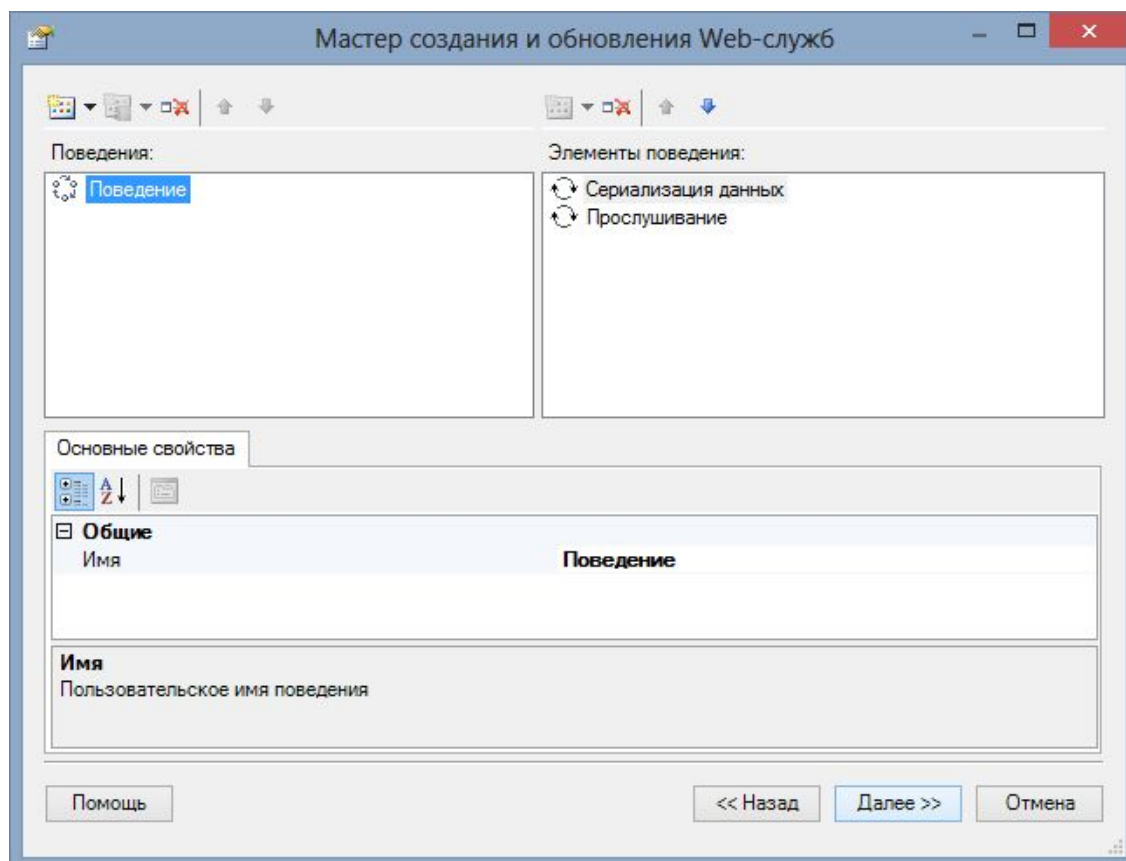 Мастер создания и обновления Web-служб
Поведения:
Элементы поведения:
Поведение
Сериализация данных
Прослушивание
Основные свойства
Общие
Имя Поведение
Имя
Пользовательское имя поведения
Помощь << Назад Далее >> Отмена